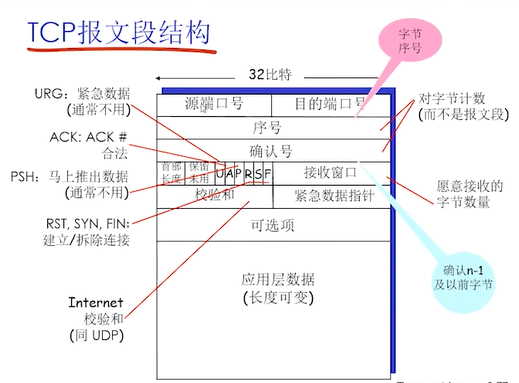 TCP报文段结构
字节
序号
32比特
URG: 紧急数据
(通常不用)
源端口号
目的端口号
对字节计数
(而不是报文段)
序号
ACK: ACK #
合法
确认号
首部
长度
保留
未用
U A P R S F
接收窗口
PSH: 马上推出数据
(通常不用)
校验和
紧急数据指针
愿意接收的
字节数量
RST, SYN, FIN:
建立/拆除连接
可选项
应用层数据
(长度可变)
确认n-1
及以前字节
Internet
校验和
(同 UDP)